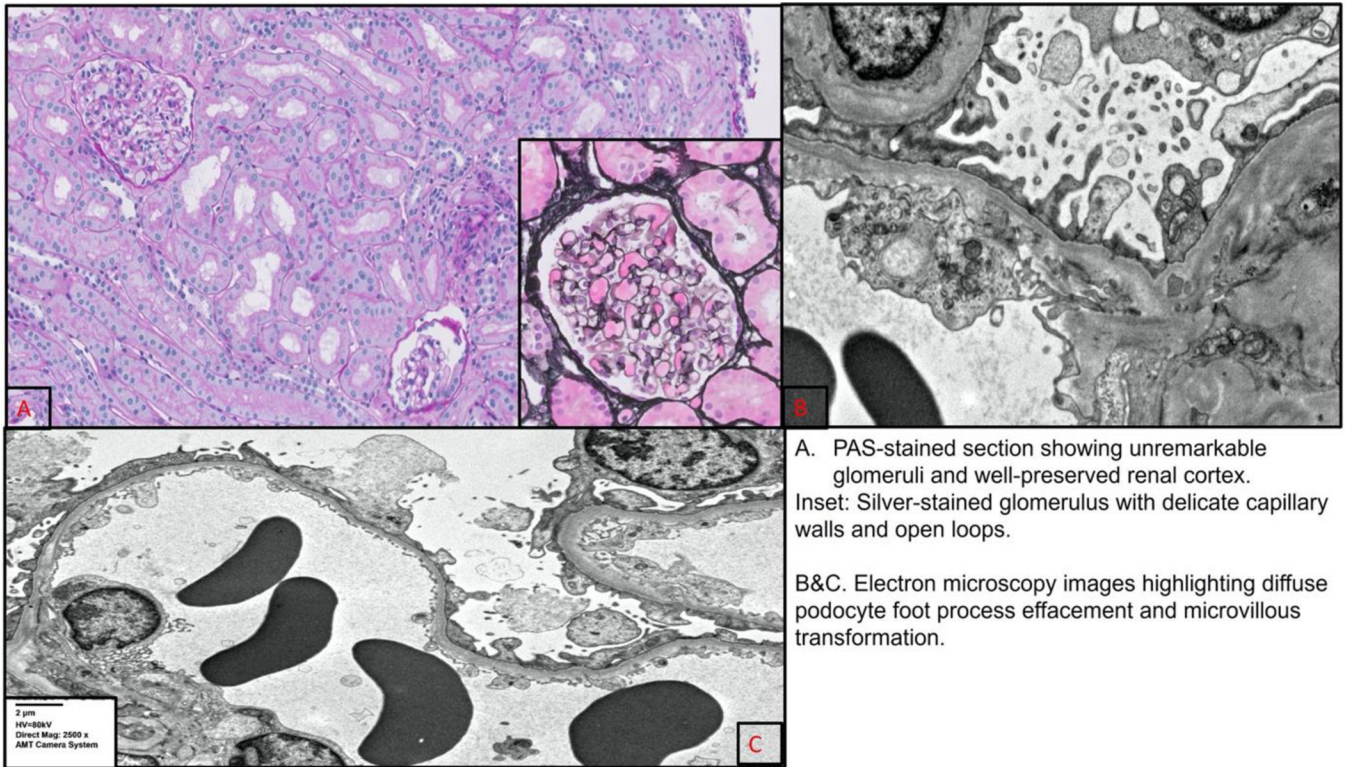 A
B
A. PAS-stained section showing unremarkable
glomeruli and well-preserved renal cortex.
Inset: Silver-stained glomerulus with delicate capillary
walls and open loops.
B&C. Electron microscopy images highlighting diffuse
podocyte foot process effacement and microvillous
transformation.
2 µm
HV=80kV
Direct Mag: 2500 x
AMT Camera System
C